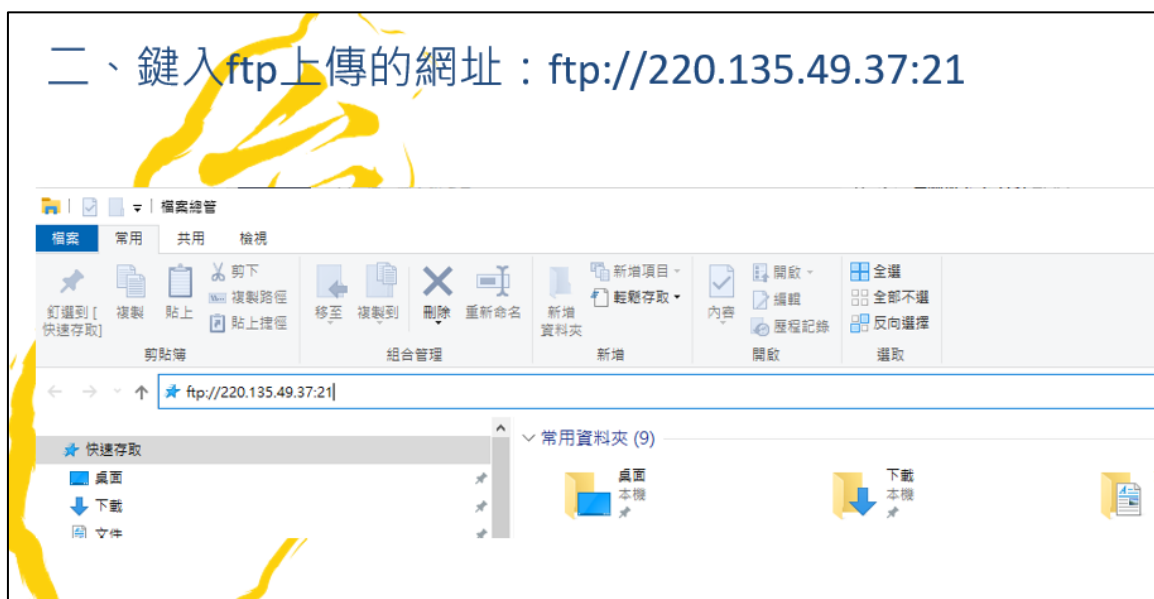 二、鍵入ftp上傳的網址：ftp://220.135.49.37:21
檔案總管
檔案 常用 共用 檢視
釘選到 [快速存取]
複製
貼上
剪下
複製路徑
貼上捷徑
剪貼簿
移至
複製到
刪除
重新命名
組合管理
新增資料夾
新增項目
輕鬆存取
新增
內容
開啟
編輯
歷程記錄
開啟
全選
全部不選
反向選擇
選取
ftp://220.135.49.37:21
快速存取
桌面
下載
文件
常用資料夾 (9)
桌面
本機
下載
本機